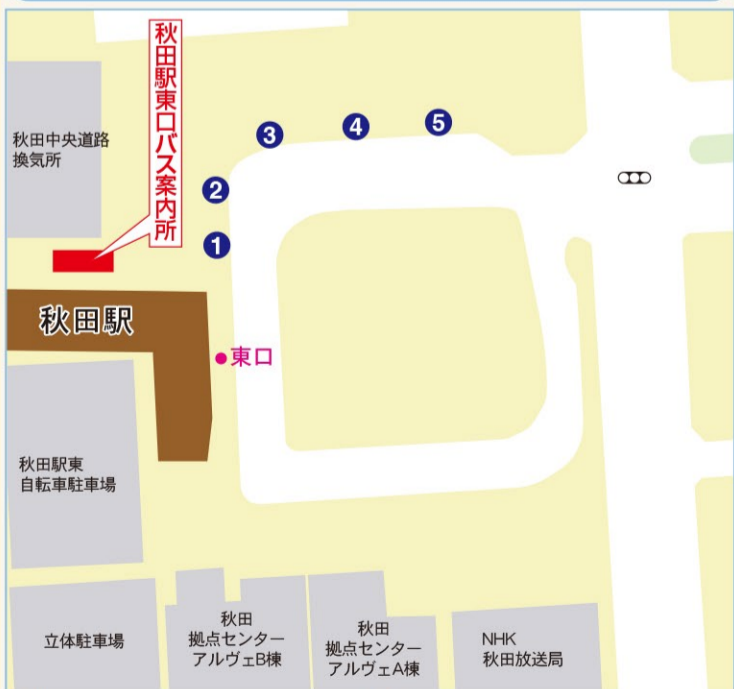 秋田駅東口バス案内所
秋田中央道路
換気所
1
2
3
4
5
秋田駅
東口
秋田駅東
自転車駐車場
立体駐車場
秋田
拠点センター
アルヴェB棟
秋田
拠点センター
アルヴェA棟
NHK
秋田放送局